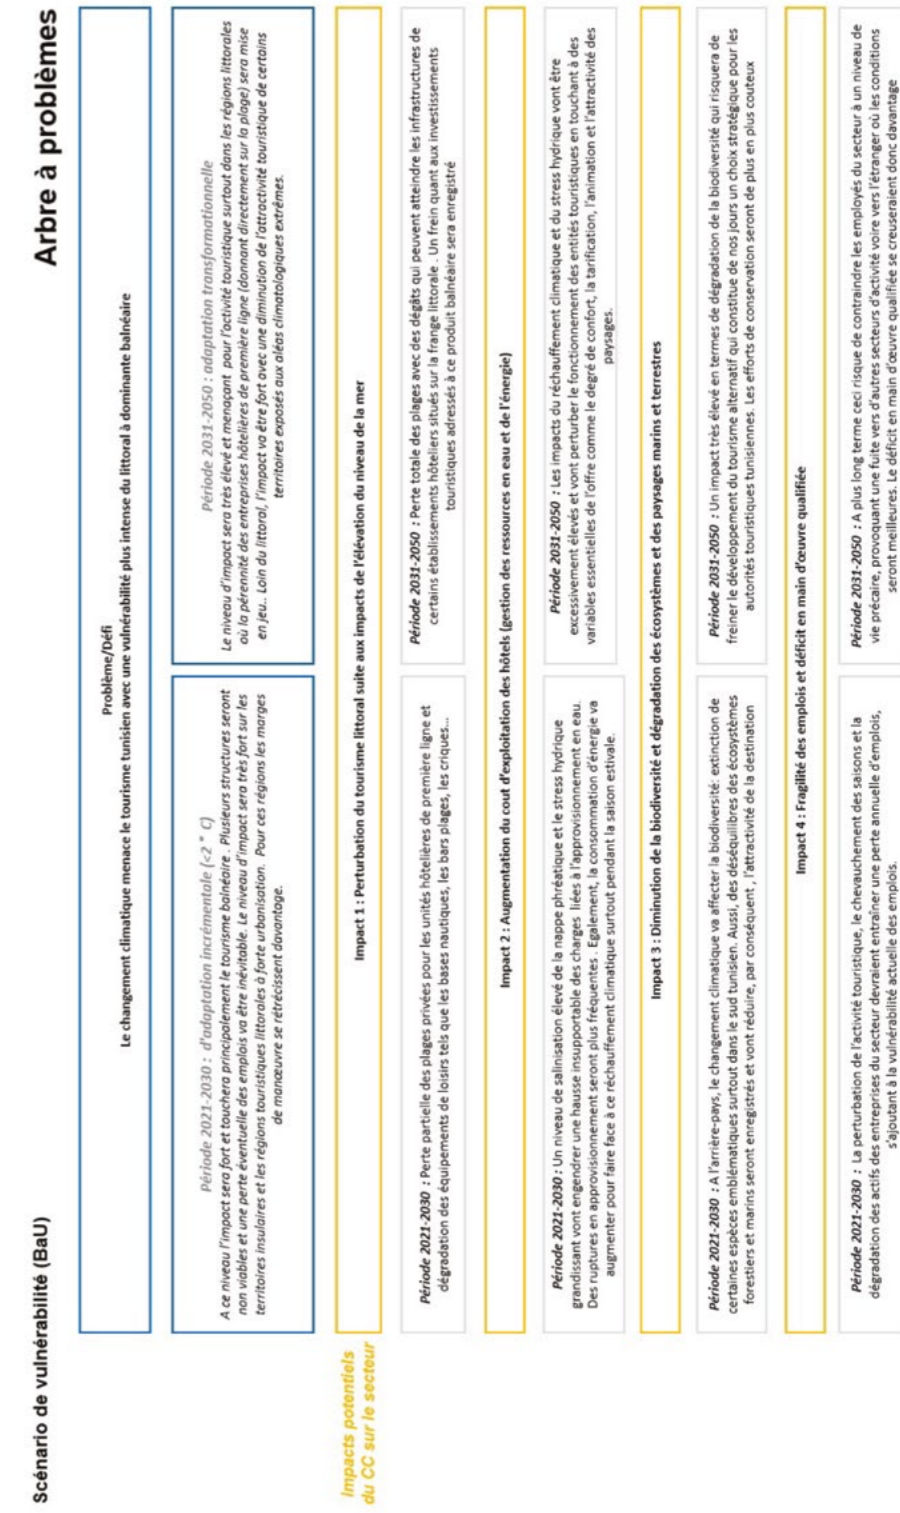 Arbre à problèmes
Scénario de vulnérabilité (BaU)
Problème/Défi
Le changement climatique menace le tourisme tunisien avec une vulnérabilité plus intense du littoral à dominante balnéaire
Période 2021-2030 : d'adaptation incrémentale (<2 ° C)
A ce niveau l'impact sera fort et touchera principalement le tourisme balnéaire . Plusieurs structures seront
non viables et une perte éventuelle des emplois va être inévitable. Le niveau d'impact sera très fort sur les
territoires insulaires et les régions touristiques littorales à forte urbanisation. Pour ces régions les marges
de manœuvre se rétrécissent davantage.
Période 2031-2050 : adaptation transformationnelle
Le niveau d'impact sera très élevé et menaçant pour l'activité touristique surtout dans les régions littorales
où la pérennité des entreprises hôtelières de première ligne (donnant directement sur la plage) sera mise
en jeu.. Loin du littoral, l'impact va être fort avec une diminution de l'attractivité touristique de certains
territoires exposés aux aléas climatologiques extrêmes.
Impacts potentiels
du CC sur le secteur
Impact 1 : Perturbation du tourisme littoral suite aux impacts de l'élévation du niveau de la mer
Période 2021-2030 : Perte partielle des plages privées pour les unités hôtelières de première ligne et
dégradation des équipements de loisirs tels que les bases nautiques, les bars plages, les criques...
Période 2031-2050 : Perte totale des plages avec des dégâts qui peuvent atteindre les infrastructures de
certains établissements hôteliers situés sur la frange littorale . Un frein quant aux investissements
touristiques adressés à ce produit balnéaire sera enregistré
Impact 2 : Augmentation du cout d'exploitation des hôtels (gestion des ressources en eau et de l'énergie)
Période 2021-2030 : Un niveau de salinisation élevé de la nappe phréatique et le stress hydrique
grandissant vont engendrer une hausse insupportable des charges liées à l'approvisionnement en eau.
Des ruptures en approvisionnement seront plus fréquentes . Egalement, la consommation d'énergie va
augmenter pour faire face à ce réchauffement climatique surtout pendant la saison estivale.
Période 2031-2050 : Les impacts du réchauffement climatique et du stress hydrique vont être
excessivement élevés et vont perturber le fonctionnement des entités touristiques en touchant à des
variables essentielles de l'offre comme le degré de confort, la tarification, l'animation et l'attractivité des
paysages.
Impact 3 : Diminution de la biodiversité et dégradation des écosystèmes et des paysages marins et terrestres
Période 2021-2030 : A l'arrière-pays, le changement climatique va affecter la biodiversité: extinction de
certaines espèces emblématiques surtout dans le sud tunisien. Aussi, des déséquilibres des écosystèmes
forestiers et marins seront enregistrés et vont réduire, par conséquent , l'attractivité de la destination
Période 2031-2050 : Un impact très élevé en termes de dégradation de la biodiversité qui risquera de
freiner le développement du tourisme alternatif qui constitue de nos jours un choix stratégique pour les
autorités touristiques tunisiennes. Les efforts de conservation seront de plus en plus couteux
Impact 4 : Fragilité des emplois et déficit en main d'œuvre qualifiée
Période 2021-2030 : La perturbation de l'activité touristique, le chevauchement des saisons et la
dégradation des actifs des entreprises du secteur devraient entraîner une perte annuelle d'emplois,
s'ajoutant à la vulnérabilité actuelle des emplois.
Période 2031-2050 : A plus long terme ceci risque de contraindre les employés du secteur à un niveau de
vie précaire, provoquant une fuite vers d'autres secteurs d'activité voire vers l'étranger où les conditions
seront meilleures. Le déficit en main d'œuvre qualifiée se creuseraient donc davantage